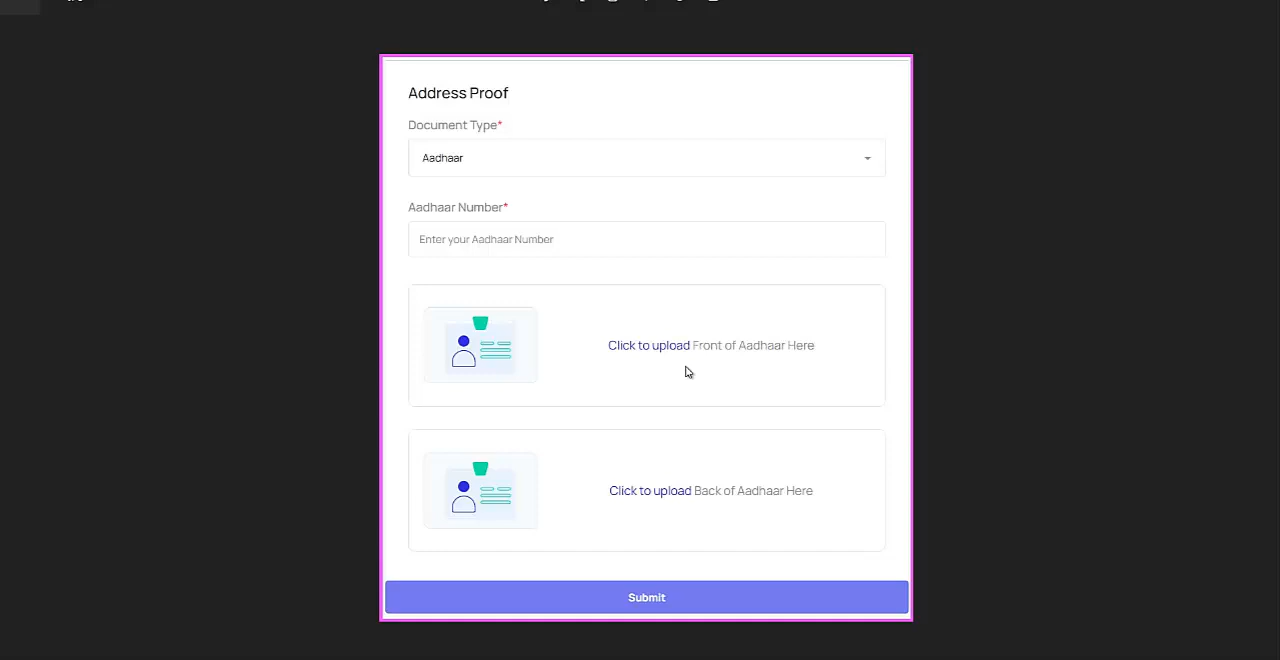 Address Proof
Document Type*
Aadhaar
Aadhaar Number*
Enter your Aadhaar Number
Click to upload Front of Aadhaar Here
Click to upload Back of Aadhaar Here
Submit